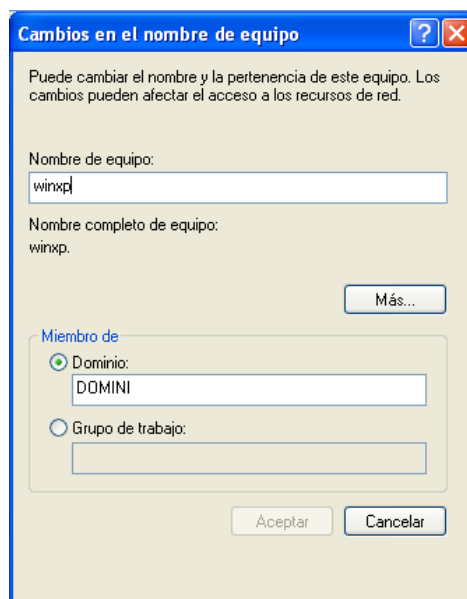 Cambios en el nombre de equipo
Puede cambiar el nombre y la pertenencia de este equipo. Los
cambios pueden afectar el acceso a los recursos de red.
Nombre de equipo:
winxp
Nombre completo de equipo:
winxp.
Más...
Miembro de
Dominio:
DOMINI
Grupo de trabajo:
Aceptar Cancelar